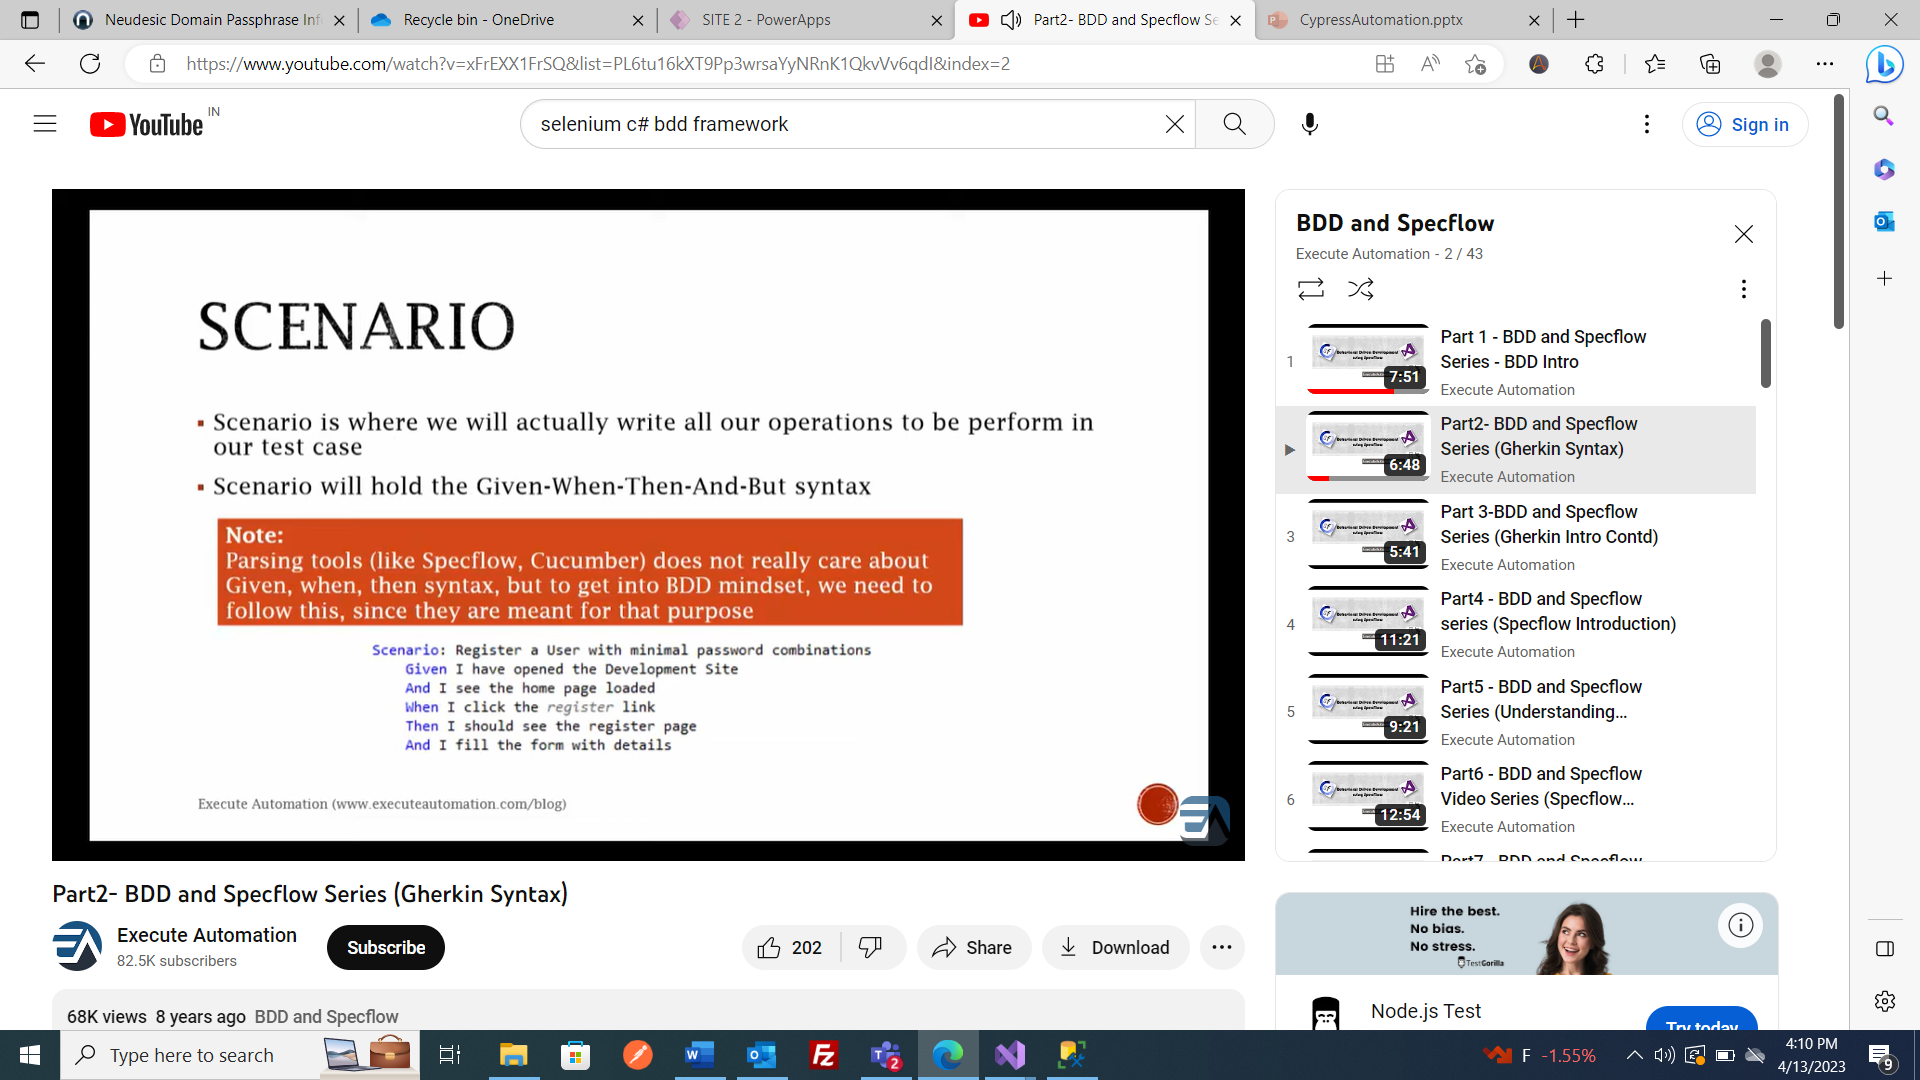 Neudesic Domain Passphrase Inf
Recycle bin - OneDrive
SITE 2 - PowerApps
Part2- BDD and Specflow Se
CypressAutomation.pptx
https://www.youtube.com/watch?v=xFrEXX1FrSQ&list=PL6tu16kXT9Pp3wrsaYyNRnK1QkvVv6qdI&index=2
YouTube IN
selenium c# bdd framework
Sign in
SCENARIO
Scenario is where we will actually write all our operations to be perform in
our test case
Scenario will hold the Given-When-Then-And-But syntax
Note:
Parsing tools (like Specflow, Cucumber) does not really care about
Given, when, then syntax, but to get into BDD mindset, we need to
follow this, since they are meant for that purpose
Scenario: Register a User with minimal password combinations
Given I have opened the Development Site
And I see the home page loaded
When I click the register link
Then I should see the register page
And I fill the form with details
Execute Automation (www.executeautomation.com/blog)
BDD and Specflow
Execute Automation - 2 / 43
1
7:51
Part 1 - BDD and Specflow
Series - BDD Intro
Execute Automation
6:48
Part2- BDD and Specflow
Series (Gherkin Syntax)
Execute Automation
3
5:41
Part 3-BDD and Specflow
Series (Gherkin Intro Contd)
Execute Automation
4
11:21
Part4 - BDD and Specflow
series (Specflow Introduction)
Execute Automation
5
9:21
Part5 - BDD and Specflow
Series (Understanding...
Execute Automation
6
12:54
Part6 - BDD and Specflow
Video Series (Specflow...
Execute Automation
Part7 - BDD and Specflow
Part2- BDD and Specflow Series (Gherkin Syntax)
Execute Automation
82.5K subscribers
Subscribe
202
Share
Download
68K views 8 years ago BDD and Specflow
Hire the best.
No bias.
No stress.
TestGorilla
Node.js Test
Try today
Type here to search
2
F -1.55%
4:10 PM
4/13/2023
9